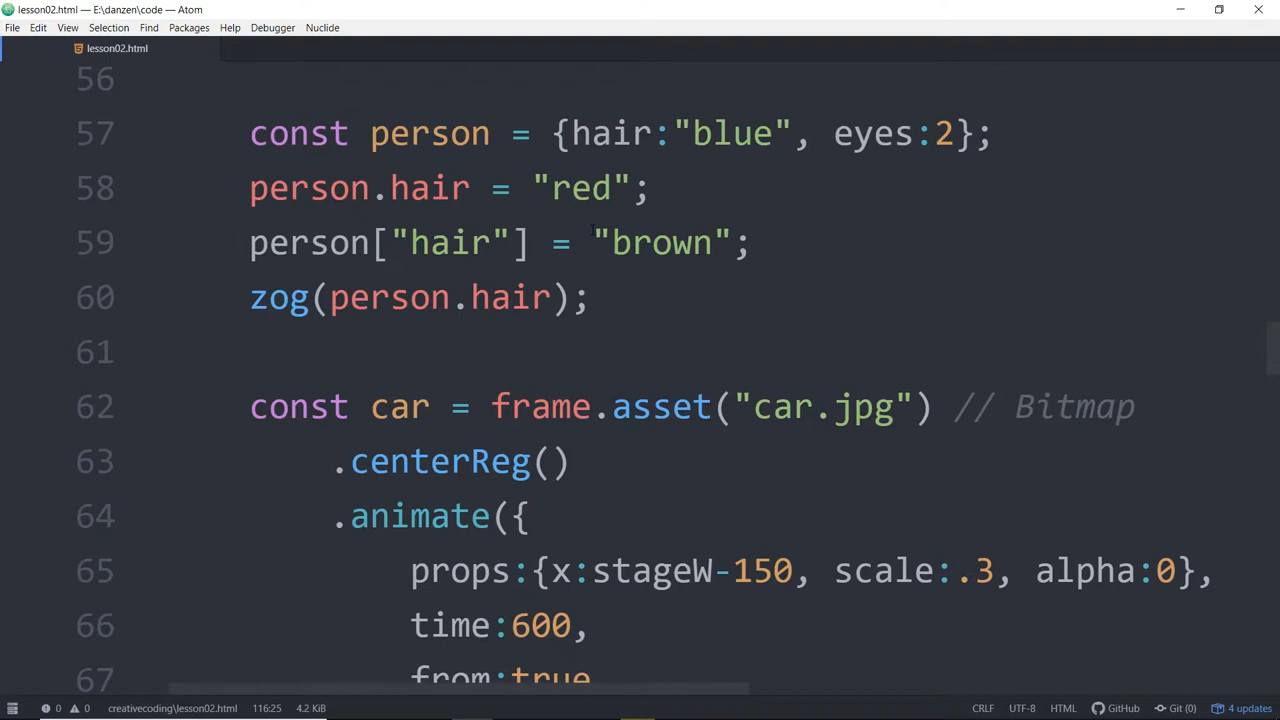 lesson02.html — E:\danzen\code — Atom
File Edit View Selection Find Packages Help Debugger Nuclide
lesson02.html
56
57 const person = {hair:"blue", eyes:2};
58 person.hair = "red";
59 person["hair"] = "brown";
60 zog(person.hair);
61
62 const car = frame.asset("car.jpg") // Bitmap
63 .centerReg()
64 .animate({
65 props:{x:stageW-150, scale:.3, alpha:0},
66 time:600,
67 from:true
0 0 creativecoding\lesson02.html 116:25 4.2 KiB CRLF UTF-8 HTML GitHub Git (0) 4 updates